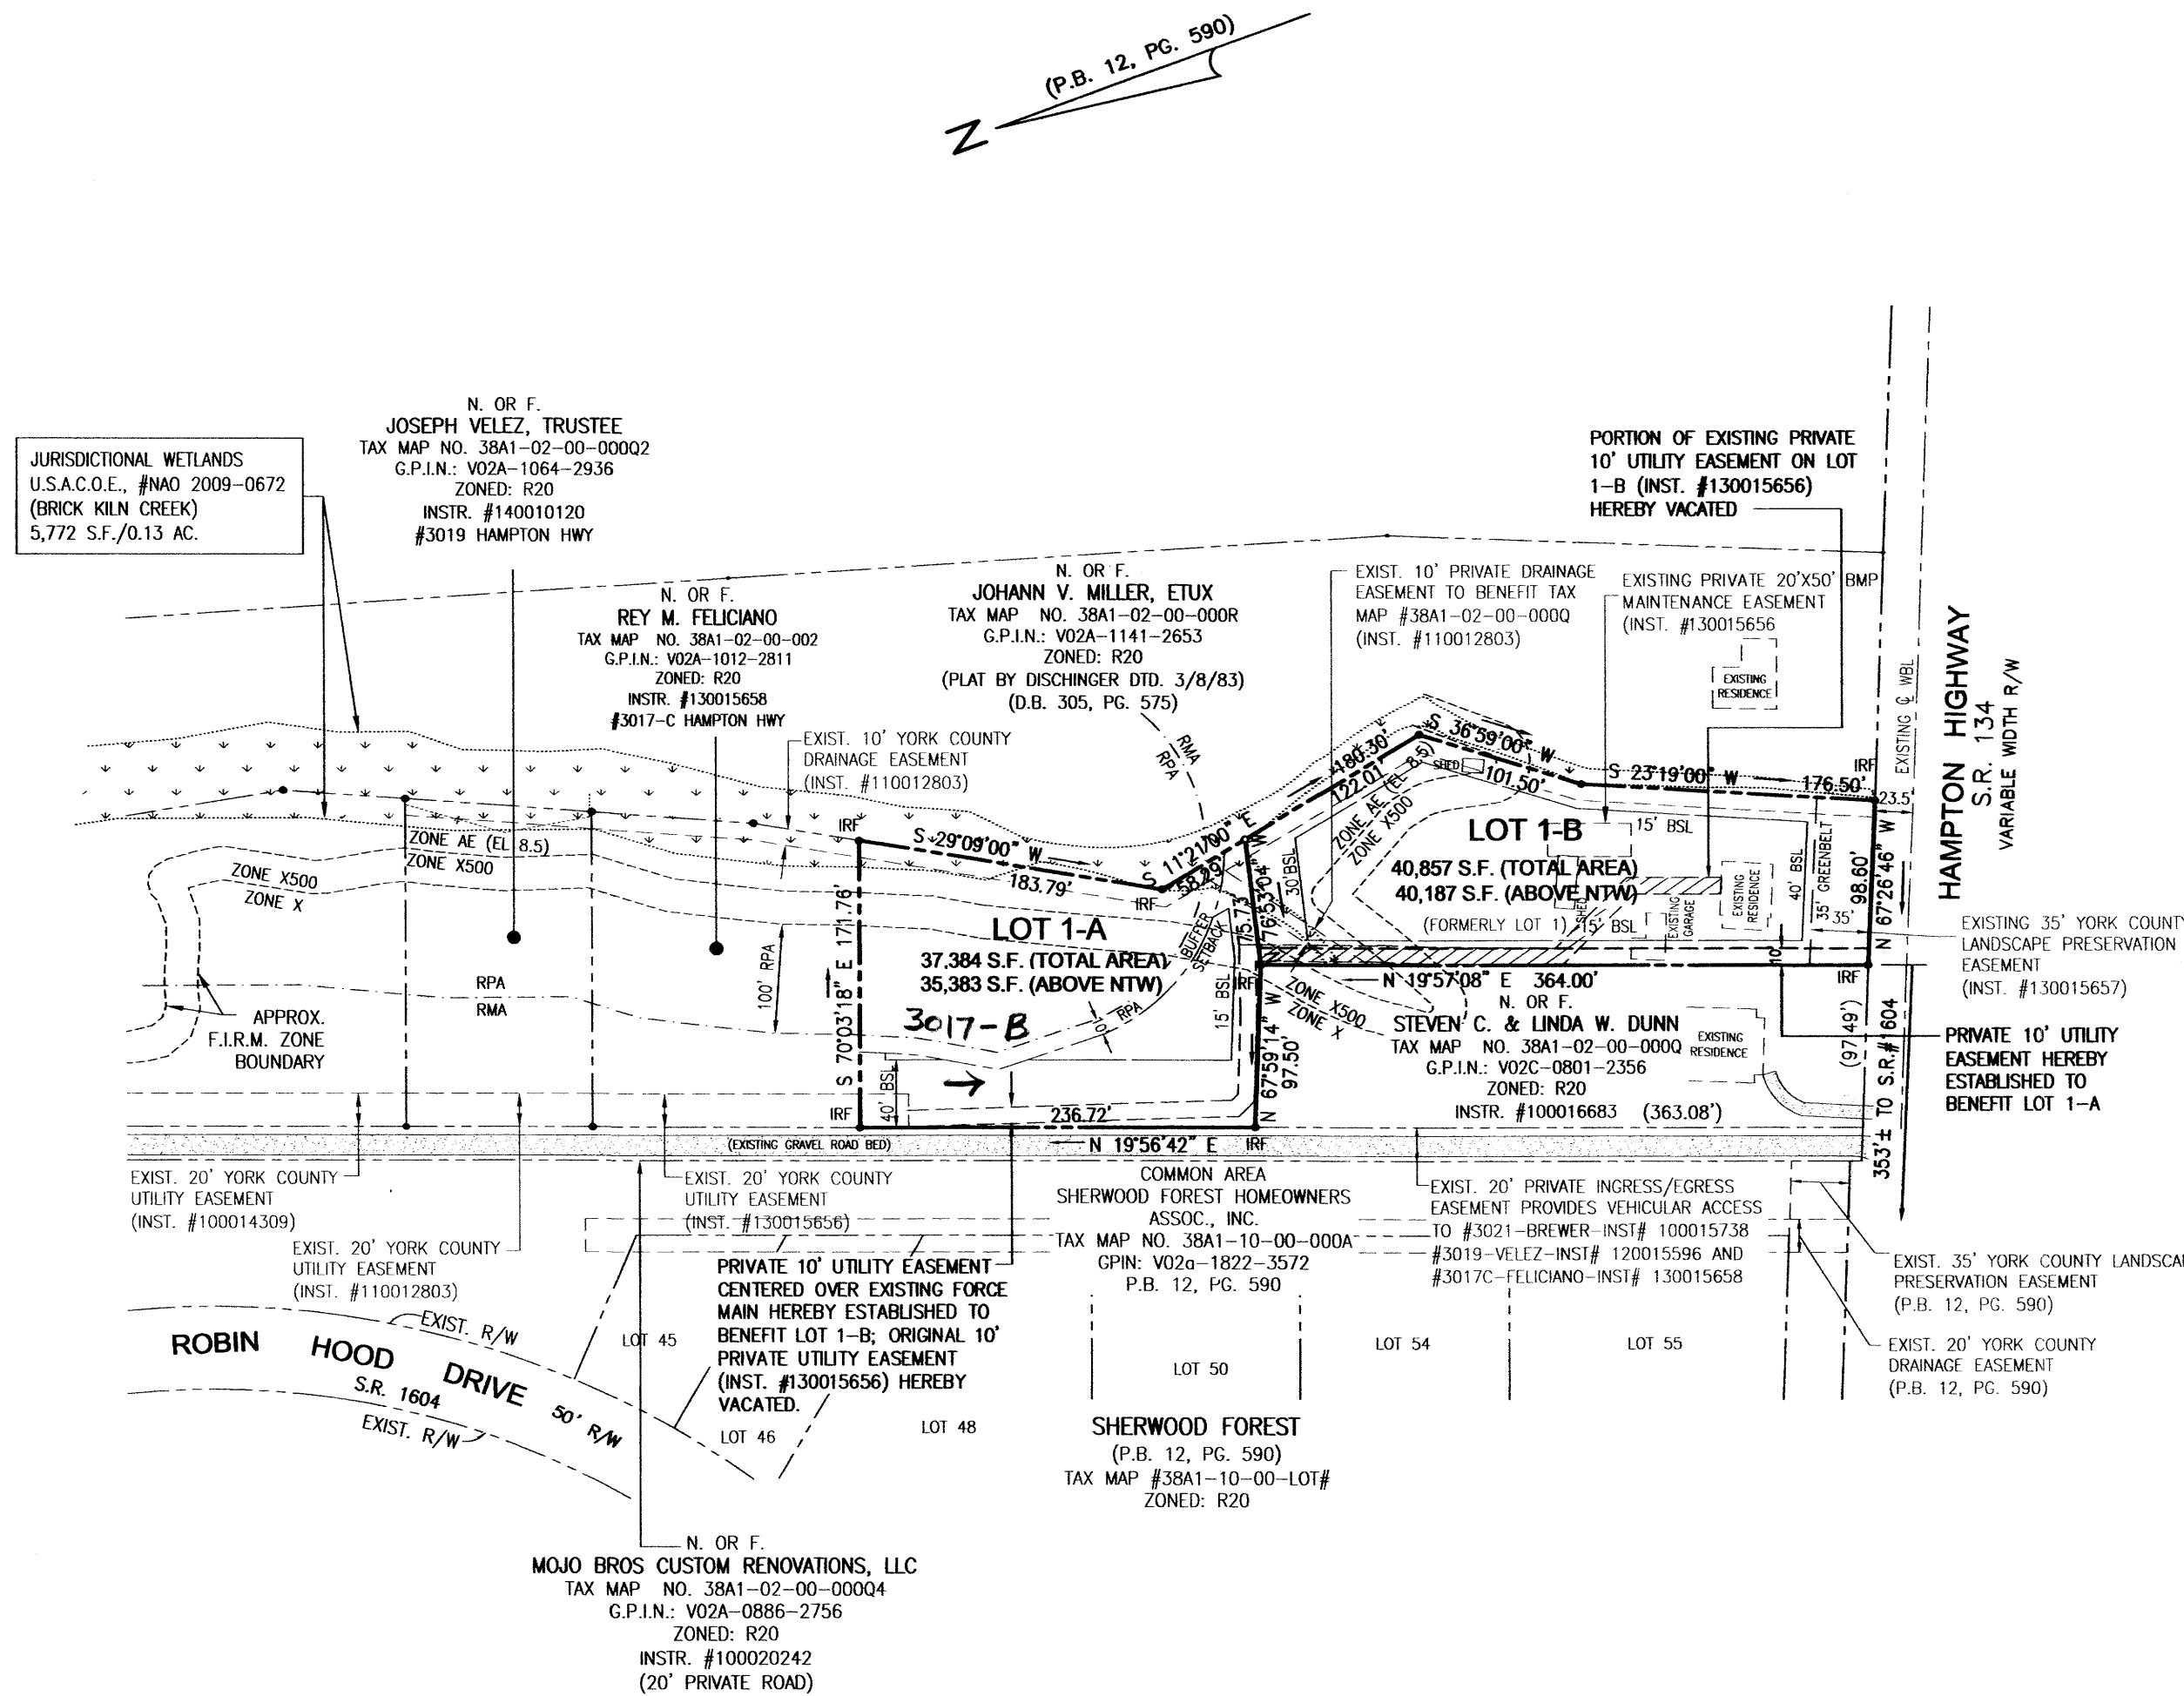 (P.B. 12, PG. 590)
N
JURISDICTIONAL WETLANDS
U.S.A.C.O.E., #NAO 2009-0672
(BRICK KILN CREEK)
5,772 S.F./0.13 AC.
N. OR F.
JOSEPH VELEZ, TRUSTEE
TAX MAP NO. 38A1-02-00-000Q2
G.P.I.N.: V02A-1064-2936
ZONED: R20
INSTR. #140010120
#3019 HAMPTON HWY
N. OR F.
REY M. FELICIANO
TAX MAP NO. 38A1-02-00-002
G.P.I.N.: V02A-1012-2811
ZONED: R20
INSTR. #130015658
#3017-C HAMPTON HWY
N. OR F.
JOHANN V. MILLER, ETUX
TAX MAP NO. 38A1-02-00-000R
G.P.I.N.: V02A-1141-2653
ZONED: R20
(PLAT BY DISCHINGER DTD. 3/8/83)
(D.B. 305, PG. 575)
EXIST. 10' PRIVATE DRAINAGE
EASEMENT TO BENEFIT TAX
MAP #38A1-02-00-000Q
(INST. #110012803)
PORTION OF EXISTING PRIVATE
10' UTILITY EASEMENT ON LOT
1-B (INST. #130015656)
HEREBY VACATED
EXISTING PRIVATE 20'X50' BMP
MAINTENANCE EASEMENT
(INST. #130015656
EXISTING
RESIDENCE
EXISTING ℄ WBL
HAMPTON HIGHWAY
S.R. 134
VARIABLE WIDTH R/W
EXIST. 10' YORK COUNTY
DRAINAGE EASEMENT
(INST. #110012803)
RMA
RPA
IRF
S 29°09'00" W
183.79'
IRF
S 11°21'00" E
58.29
180.30'
122.01
S 36°59'00" W
101.50'
SHED
S 23°19'00" W
176.50'
IRF
23.5'
ZONE AE (EL 8.5)
ZONE X500
ZONE X500
ZONE X
ZONE AE (EL 8.5)
ZONE X500
LOT 1-B
40,857 S.F. (TOTAL AREA)
40,187 S.F. (ABOVE NTW)
(FORMERLY LOT 1)
15' BSL
15' BSL
30' BSL
SHED
EXISTING
GARAGE
EXISTING
RESIDENCE
40' BSL
35' GREENBELT
35'
98.60'
N 67°26'46" W
10'
LOT 1-A
37,384 S.F. (TOTAL AREA)
35,383 S.F. (ABOVE NTW)
3017-B
S 70°03'18" E 171.76'
100' RPA
BUFFER
SETBACK
75.73'
N 76°53'04" W
15' BSL
10'
RPA
IRF
N 67°59'14" W
97.50'
RPA
RMA
APPROX.
F.I.R.M. ZONE
BOUNDARY
40' BSL
IRF
236.72'
N 19°56'42" E
IRF
(EXISTING GRAVEL ROAD BED)
ZONE X500
ZONE X
N 19°57'08" E 364.00'
IRF
N. OR F.
STEVEN C. & LINDA W. DUNN
TAX MAP NO. 38A1-02-00-000Q
G.P.I.N.: V02C-0801-2356
ZONED: R20
INSTR. #100016683 (363.08')
EXISTING
RESIDENCE
(97.49')
353'± TO S.R.#1604
EXISTING 35' YORK COUNTY
LANDSCAPE PRESERVATION
EASEMENT
(INST. #130015657)
PRIVATE 10' UTILITY
EASEMENT HEREBY
ESTABLISHED TO
BENEFIT LOT 1-A
EXIST. 20' YORK COUNTY
UTILITY EASEMENT
(INST. #100014309)
EXIST. 20' YORK COUNTY
UTILITY EASEMENT
(INST. #110012803)
EXIST. 20' YORK COUNTY
UTILITY EASEMENT
(INST. #130015656)
PRIVATE 10' UTILITY EASEMENT
CENTERED OVER EXISTING FORCE
MAIN HEREBY ESTABLISHED TO
BENEFIT LOT 1-B; ORIGINAL 10'
PRIVATE UTILITY EASEMENT
(INST. #130015656) HEREBY
VACATED.
COMMON AREA
SHERWOOD FOREST HOMEOWNERS
ASSOC., INC.
TAX MAP NO. 38A1-10-00-000A
GPIN: V02a-1822-3572
P.B. 12, PG. 590
EXIST. 20' PRIVATE INGRESS/EGRESS
EASEMENT PROVIDES VEHICULAR ACCESS
TO #3021-BREWER-INST# 100015738
#3019-VELEZ-INST# 120015596 AND
#3017C-FELICIANO-INST# 130015658
EXIST. 35' YORK COUNTY LANDSCA
PRESERVATION EASEMENT
(P.B. 12, PG. 590)
EXIST. 20' YORK COUNTY
DRAINAGE EASEMENT
(P.B. 12, PG. 590)
ROBIN HOOD DRIVE
S.R. 1604
50' R/W
EXIST. R/W
EXIST. R/W
LOT 45
LOT 46
LOT 48
LOT 50
LOT 54
LOT 55
SHERWOOD FOREST
(P.B. 12, PG. 590)
TAX MAP #38A1-10-00-LOT#
ZONED: R20
N. OR F.
MOJO BROS CUSTOM RENOVATIONS, LLC
TAX MAP NO. 38A1-02-00-000Q4
G.P.I.N.: V02A-0886-2756
ZONED: R20
INSTR. #100020242
(20' PRIVATE ROAD)